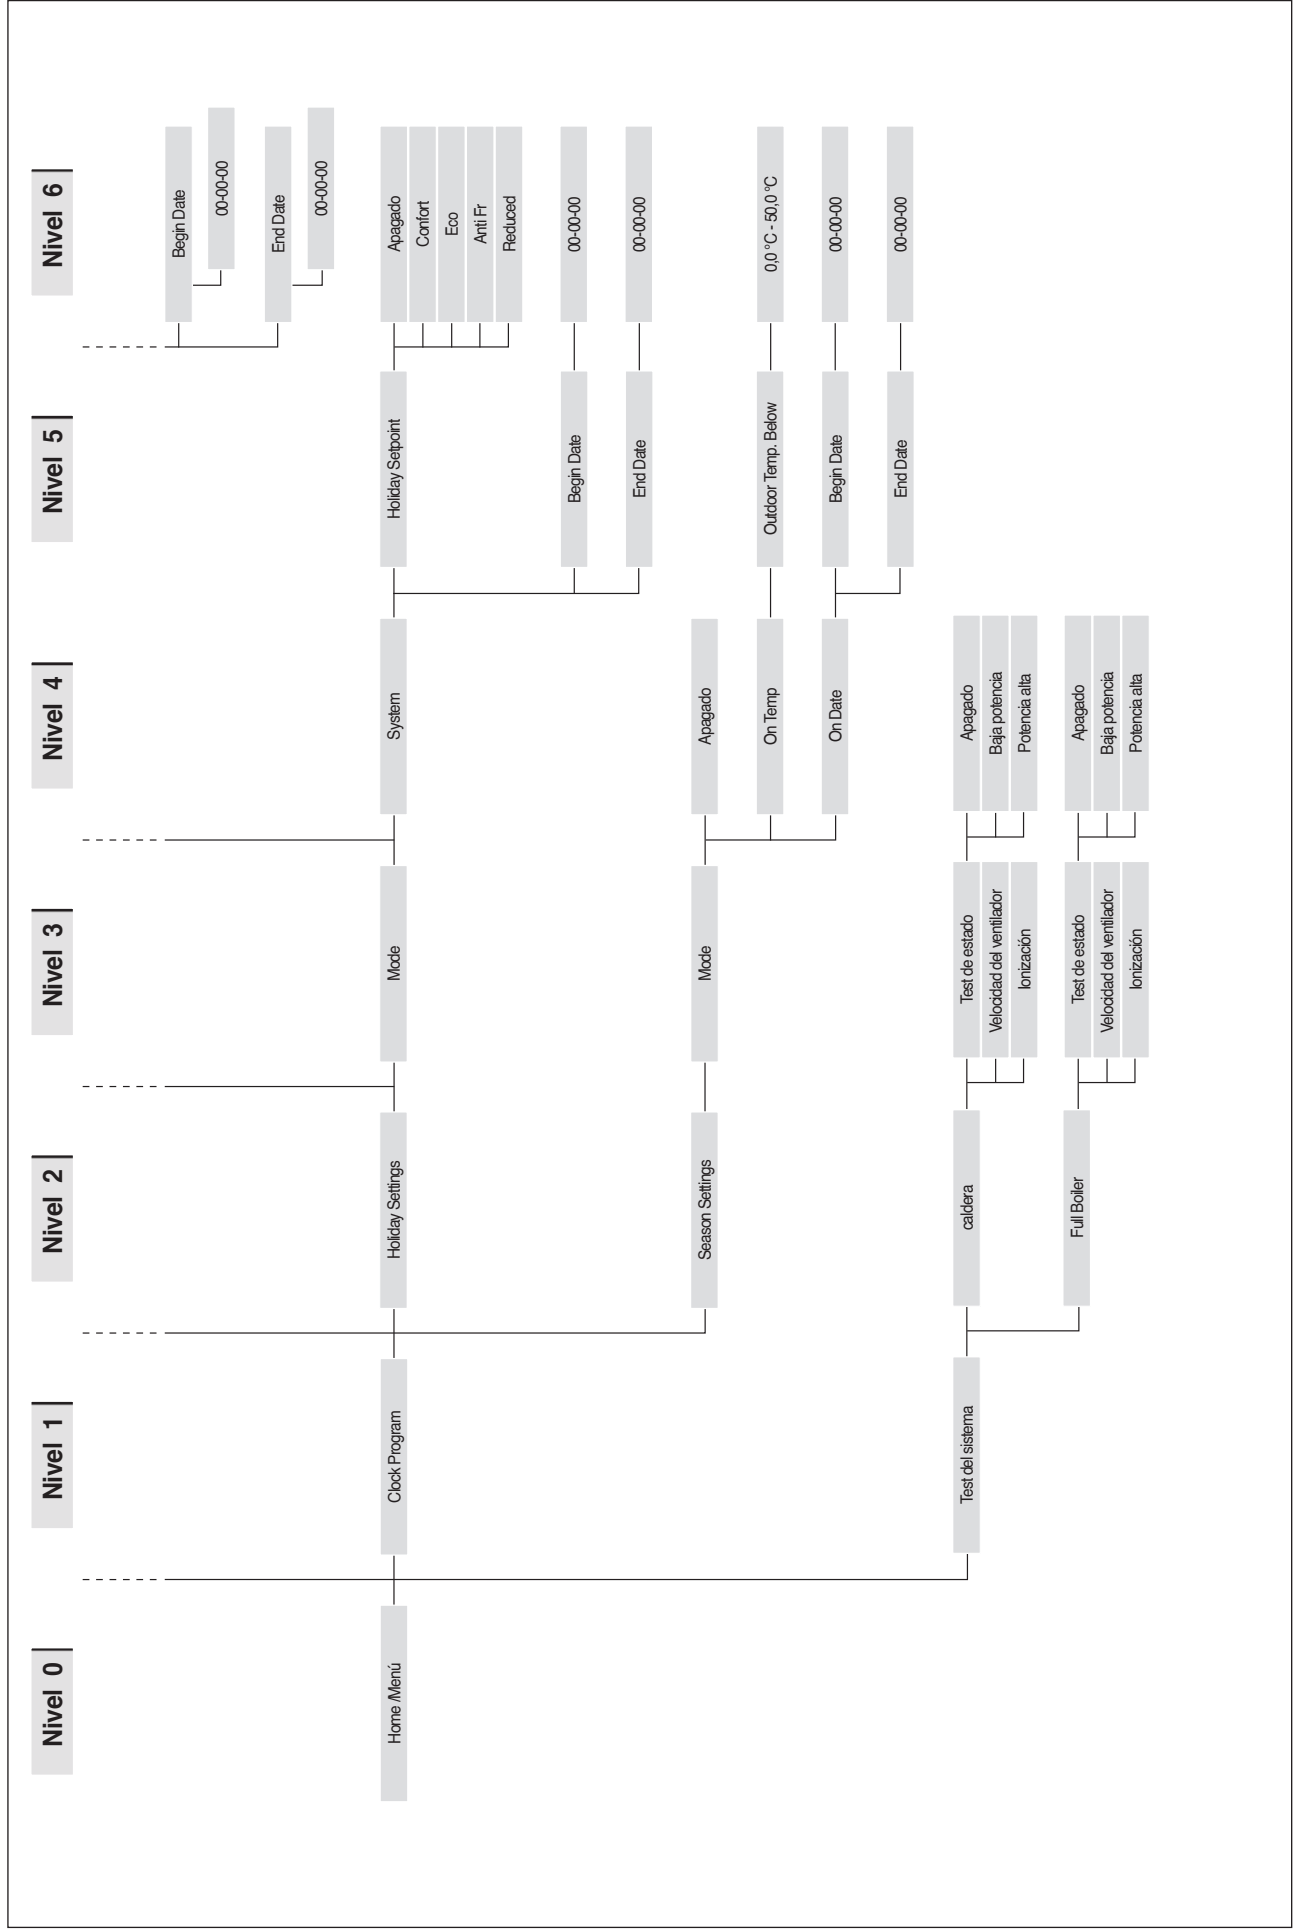 Nivel 0
Nivel 1
Nivel 2
Nivel 3
Nivel 4
Nivel 5
Nivel 6
Begin Date
00-00-00
End Date
00-00-00
Home /Menú
Clock Program
Holiday Settings
Mode
System
Holiday Setpoint
Apagado
Confort
Eco
Anti Fr
Reduced
Begin Date
00-00-00
End Date
00-00-00
Season Settings
Mode
Apagado
On Temp
Outdoor Temp. Below
0,0 °C - 50,0 °C
On Date
Begin Date
00-00-00
End Date
00-00-00
Test del sistema
caldera
Test de estado
Apagado
Velocidad del ventilador
Baja potencia
Ionización
Potencia alta
Full Boiler
Test de estado
Apagado
Velocidad del ventilador
Baja potencia
Ionización
Potencia alta